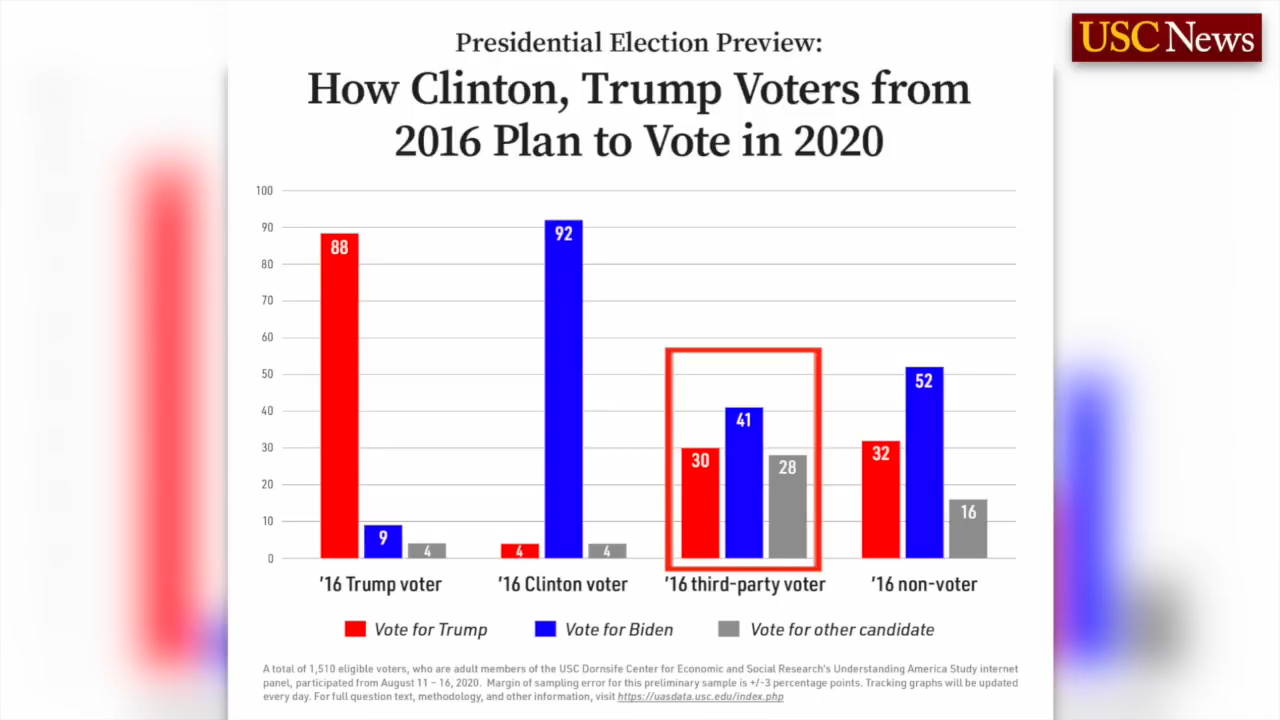 USC News
Presidential Election Preview:
How Clinton, Trump Voters from
2016 Plan to Vote in 2020
100
90
80
70
60
50
40
30
20
10
0
88
9
4
4
92
4
30
41
28
32
52
16
'16 Trump voter
'16 Clinton voter
'16 third-party voter
'16 non-voter
Vote for Trump
Vote for Biden
Vote for other candidate
A total of 1,510 eligible voters, who are adult members of the USC Dornsife Center for Economic and Social Research's Understanding America Study internet
panel, participated from August 11 – 16, 2020. Margin of sampling error for this preliminary sample is +/-3 percentage points. Tracking graphs will be updated
every day. For full question text, methodology, and other information, visit https://uasdata.usc.edu/index.php